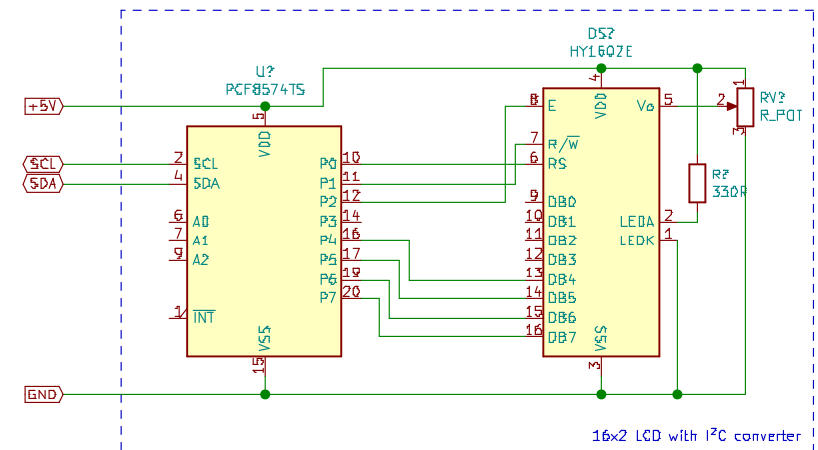 DS?
HY1602E
U?
PCF8574TS
+5V
5
VDD
4
VDD
8
E
Vo
5
2
1
RV?
R_POT
3
SCL
SDA
2
SCL
4
SDA
P0
10
P1
11
P2
12
P3
14
P4
16
P5
17
P6
19
P7
20
6
A0
7
A1
9
A2
1
INT
VSS
15
7
R/W
6
RS
9
DB0
10
DB1
11
DB2
12
DB3
13
DB4
14
DB5
15
DB6
16
DB7
LEDA
2
LEDK
1
R?
330R
VSS
3
GND
16x2 LCD with I²C converter